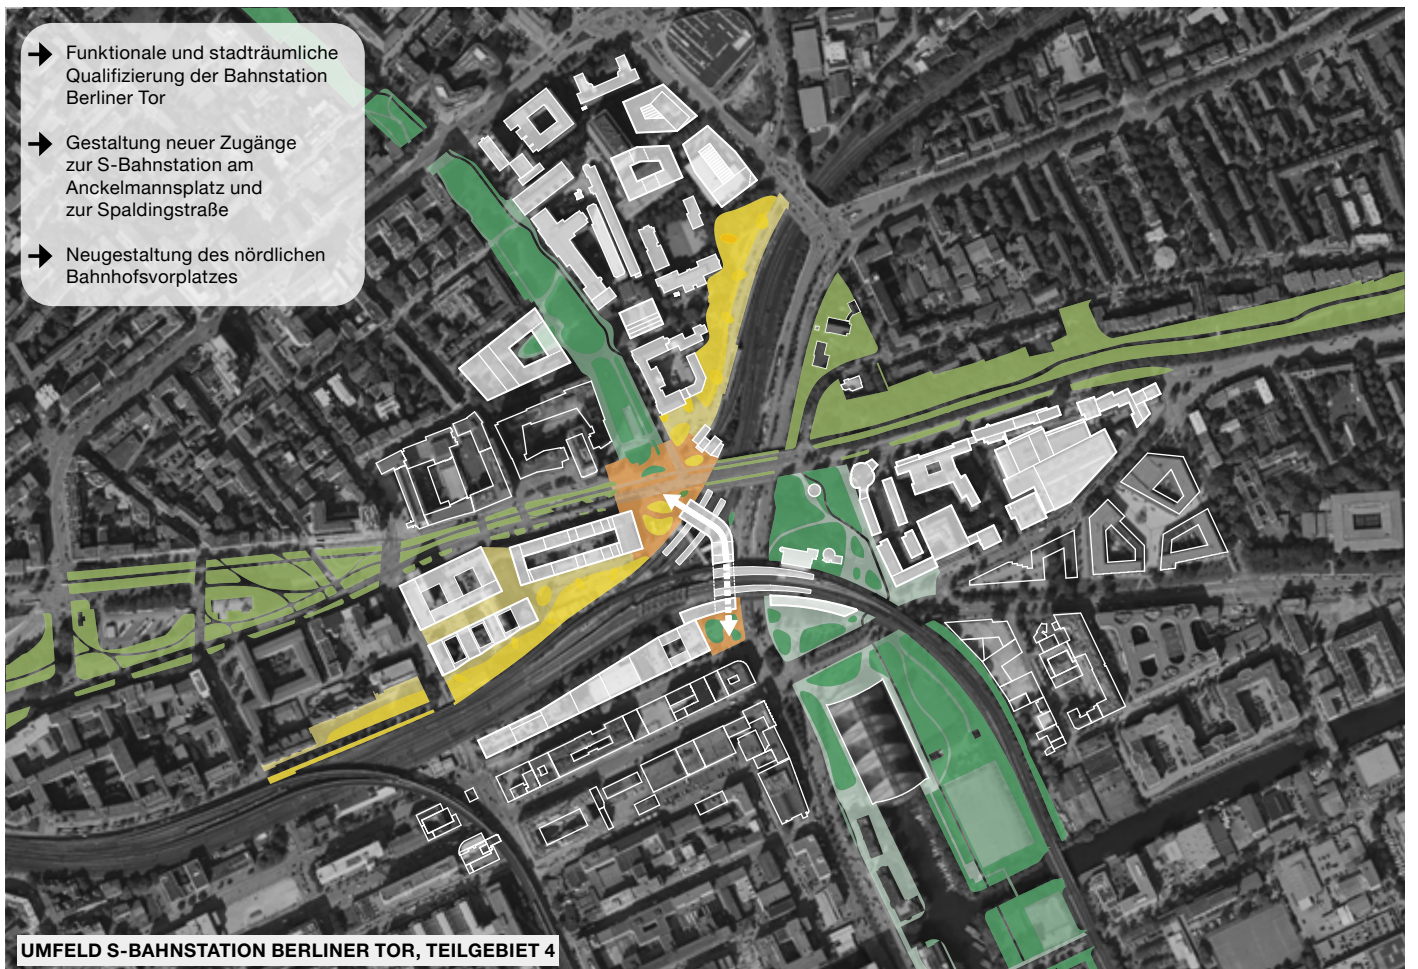 Funktionale und stadträumliche
Qualifizierung der Bahnstation
Berliner Tor
Gestaltung neuer Zugänge
zur S-Bahnstation am
Anckelmannsplatz und
zur Spaldingstraße
Neugestaltung des nördlichen
Bahnhofsvorplatzes
UMFELD S-BAHNSTATION BERLINER TOR, TEILGEBIET 4